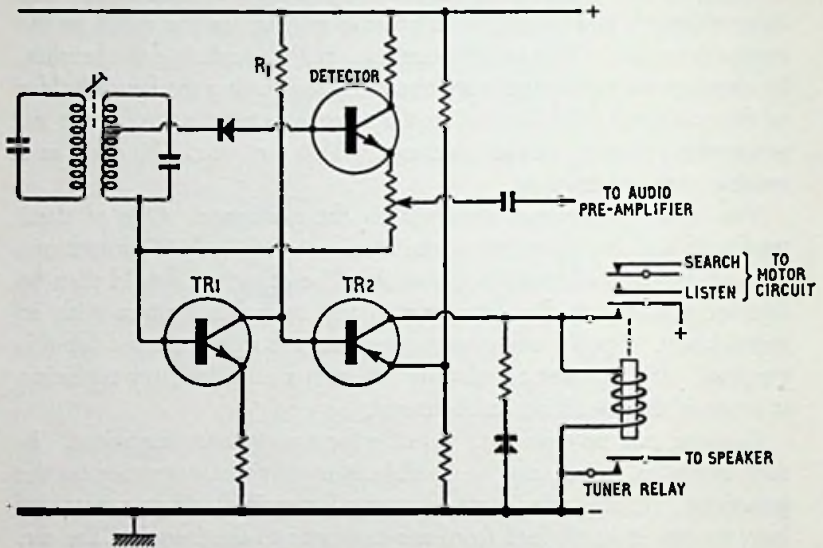 +
R1
DETECTOR
TO AUDIO
PRE-AMPLIFIER
SEARCH
LISTEN
TO
MOTOR
CIRCUIT
TR1
TR2
+
TO SPEAKER
TUNER RELAY
−